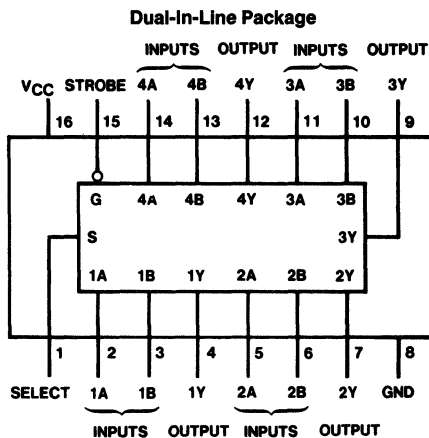 Dual-In-Line Package
INPUTS OUTPUT INPUTS OUTPUT
VCC STROBE 4A 4B 4Y 3A 3B 3Y
16 15 14 13 12 11 10 9
G 4A 4B 4Y 3A 3B
S 3Y
1A 1B 1Y 2A 2B 2Y
1 2 3 4 5 6 7 8
SELECT 1A 1B 1Y 2A 2B 2Y GND
INPUTS OUTPUT INPUTS OUTPUT